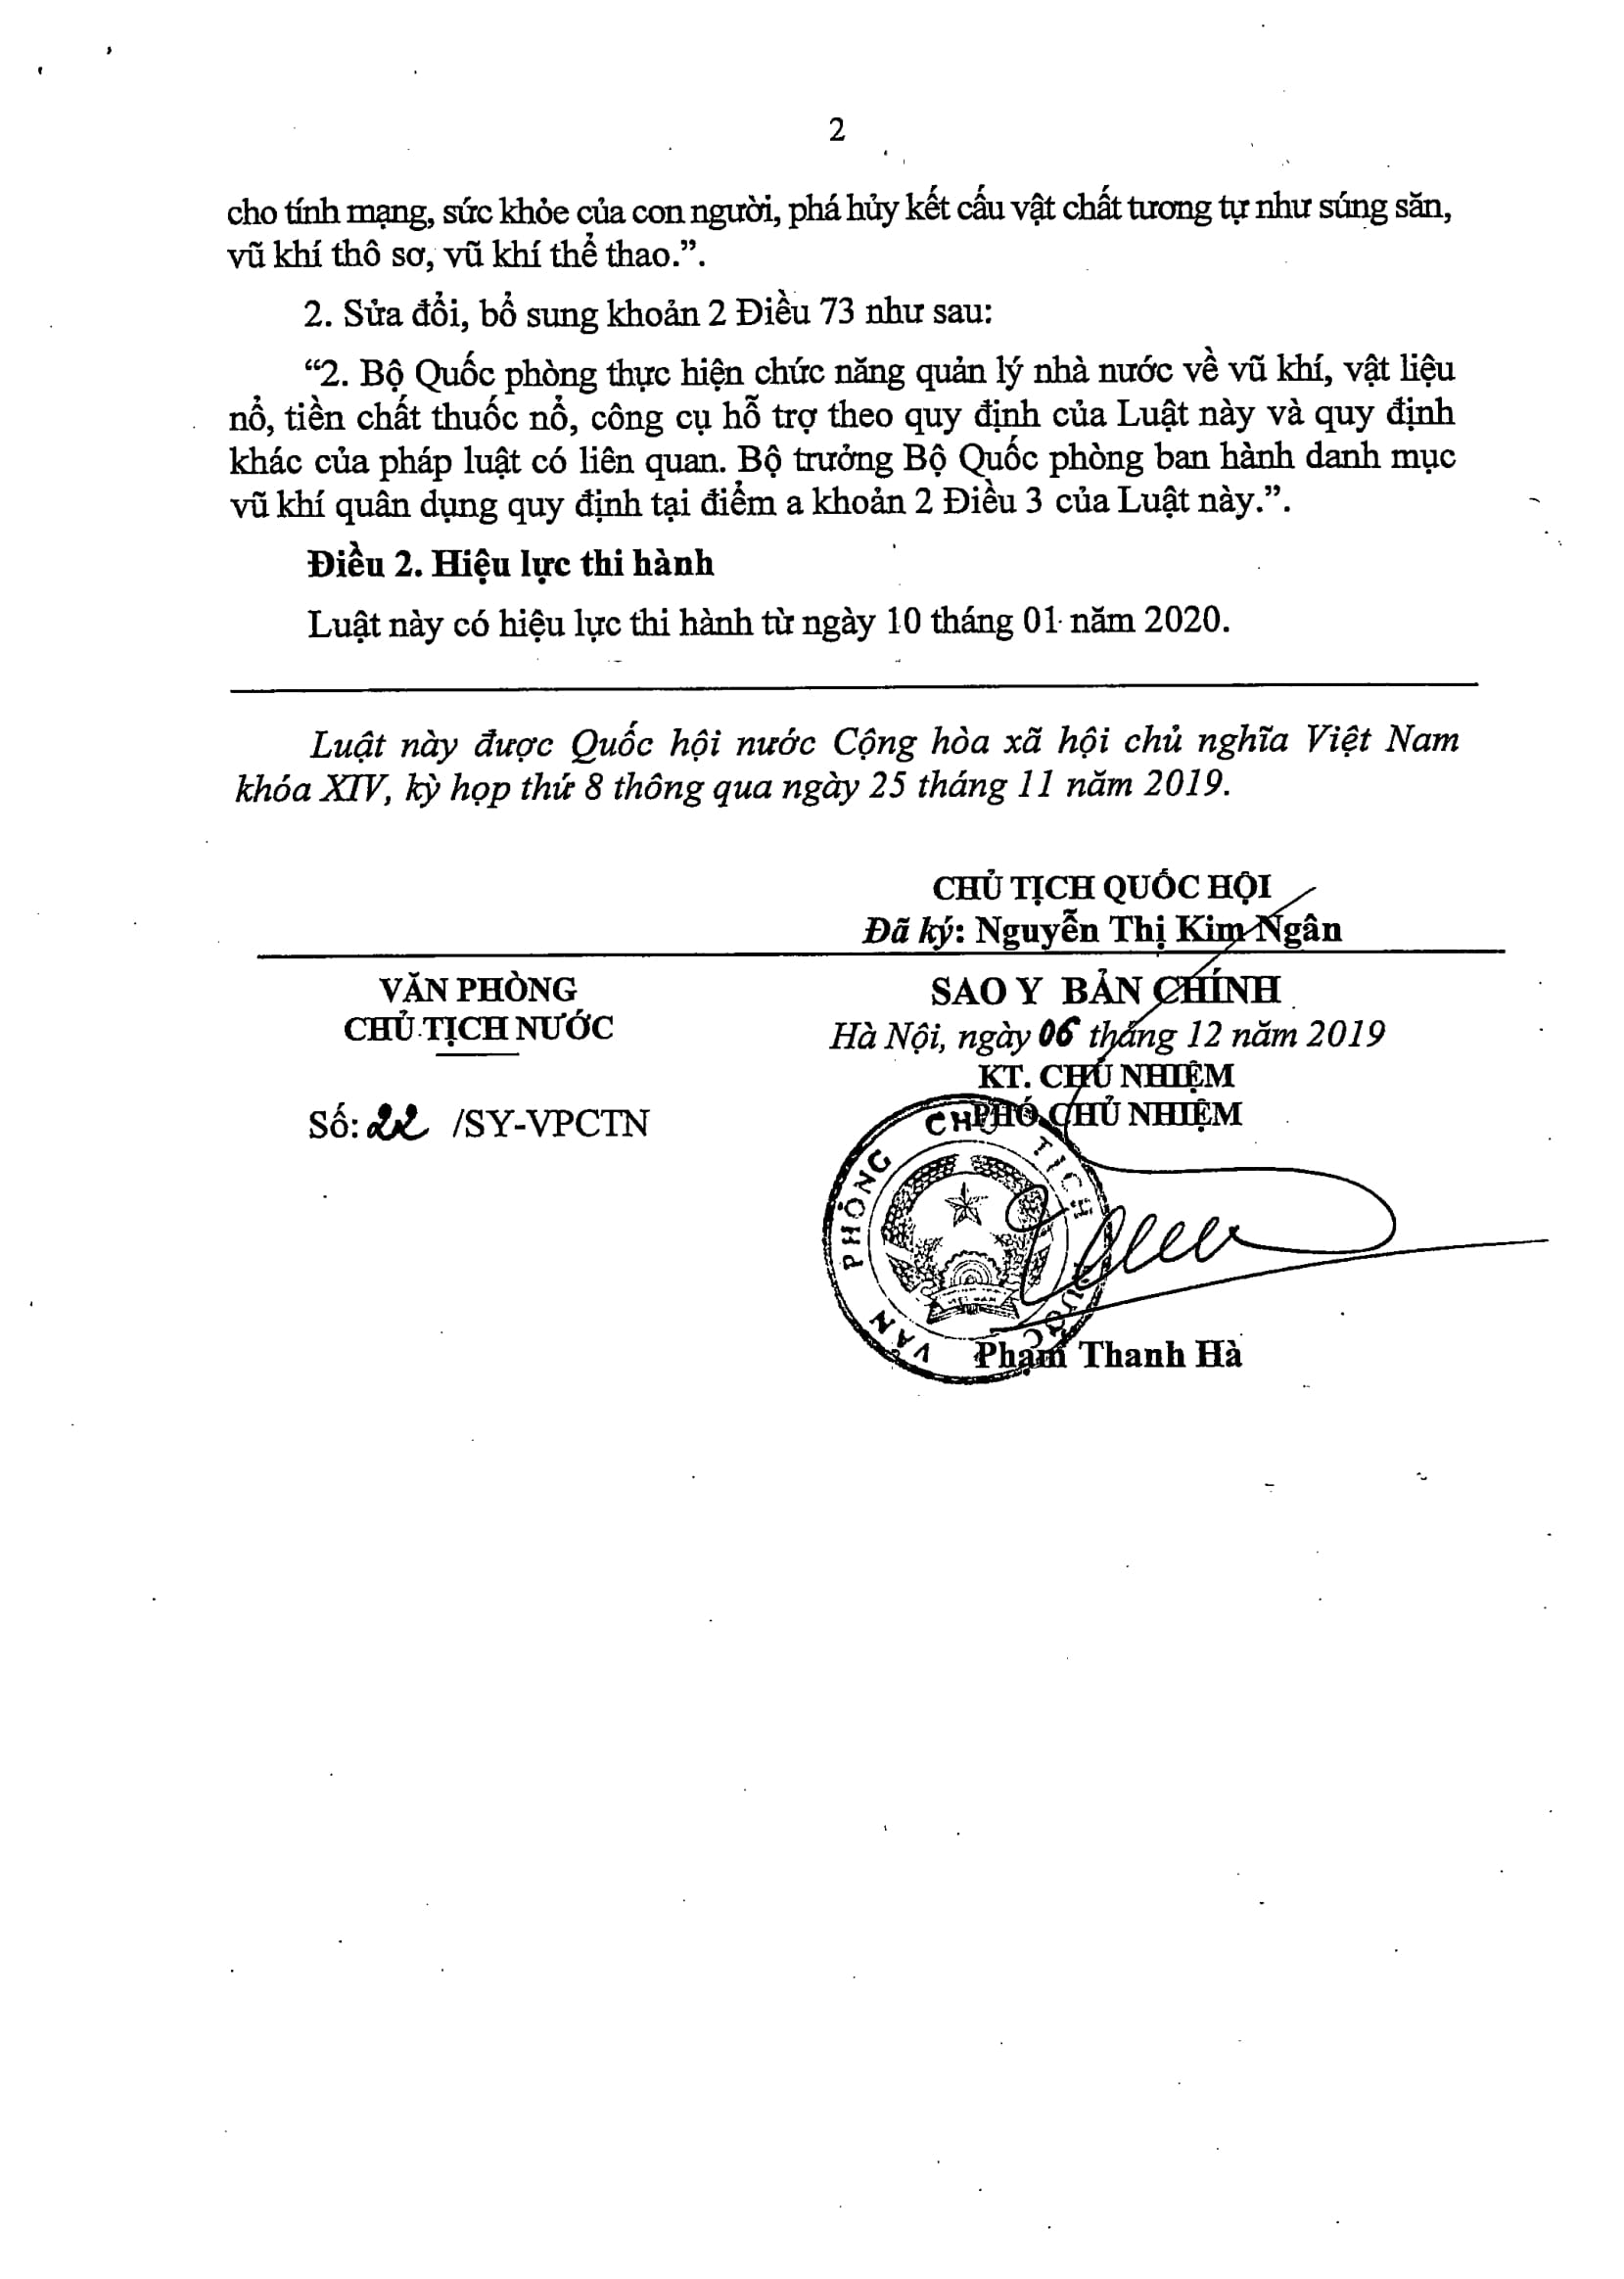 2
cho tính mạng, sức khỏe của con người, phá hủy kết cấu vật chất tương tự như súng săn,
vũ khí thô sơ, vũ khí thể thao.”.
2. Sửa đổi, bổ sung khoản 2 Điều 73 như sau:
“2. Bộ Quốc phòng thực hiện chức năng quản lý nhà nước về vũ khí, vật liệu
nổ, tiền chất thuốc nổ, công cụ hỗ trợ theo quy định của Luật này và quy định
khác của pháp luật có liên quan. Bộ trưởng Bộ Quốc phòng ban hành danh mục
vũ khí quân dụng quy định tại điểm a khoản 2 Điều 3 của Luật này.”.
Điều 2. Hiệu lực thi hành
Luật này có hiệu lực thi hành từ ngày 10 tháng 01 năm 2020.
Luật này được Quốc hội nước Cộng hòa xã hội chủ nghĩa Việt Nam
khóa XIV, kỳ họp thứ 8 thông qua ngày 25 tháng 11 năm 2019.
CHỦ TỊCH QUỐC HỘI
Đã ký: Nguyễn Thị Kim Ngân
VĂN PHÒNG
CHỦ TỊCH NƯỚC
Số: 22 /SY-VPCTN
SAO Y BẢN CHÍNH
Hà Nội, ngày 06 tháng 12 năm 2019
KT. CHỦ NHIỆM
PHÓ CHỦ NHIỆM
VĂN PHÒNG CHỦ TỊCH NƯỚC
Phạm Thanh Hà